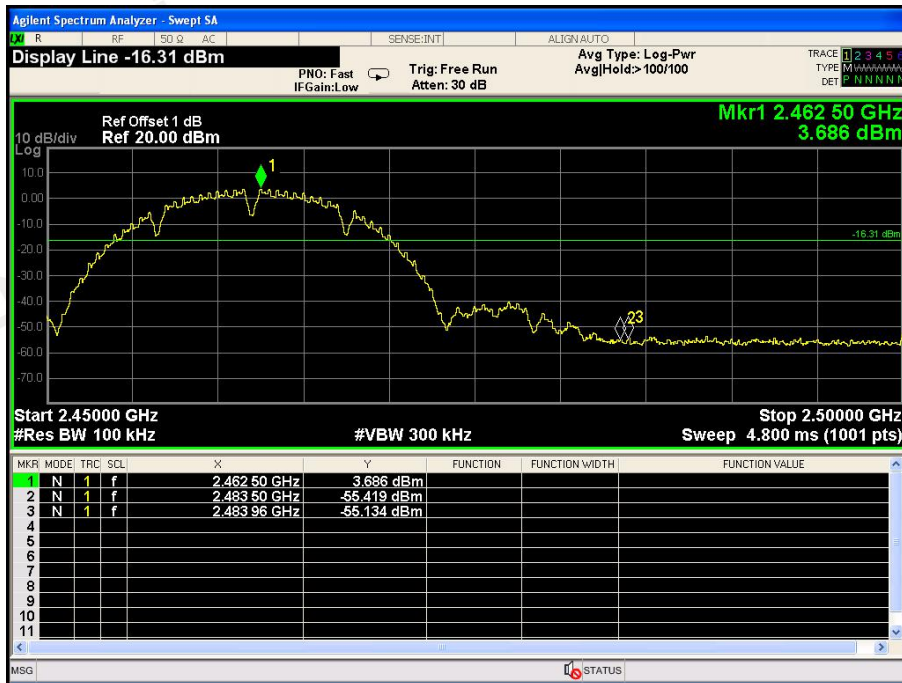 Agilent Spectrum Analyzer - Swept SA
LXI R RF 50 Ω AC SENSE:INT ALIGNAUTO
Display Line -16.31 dBm
PNO: Fast
IFGain:Low
Trig: Free Run
Atten: 30 dB
Avg Type: Log-Pwr
Avg|Hold:>100/100
TRACE 1 2 3 4 5 6
TYPE M
DET P N N N N N
Mkr1 2.462 50 GHz
3.686 dBm
10 dB/div
Log
Ref Offset 1 dB
Ref 20.00 dBm
1
10.0
0.00
-10.0
-16.31 dBm
-20.0
-30.0
-40.0
23
-50.0
-60.0
-70.0
Start 2.45000 GHz Stop 2.50000 GHz
#Res BW 100 kHz #VBW 300 kHz Sweep 4.800 ms (1001 pts)
MKR MODE TRC SCL X Y FUNCTION FUNCTION WIDTH FUNCTION VALUE
1 N 1 f 2.462 50 GHz 3.686 dBm
2 N 1 f 2.483 50 GHz -55.419 dBm
3 N 1 f 2.483 96 GHz -55.134 dBm
4
5
6
7
8
9
10
11
MSG STATUS